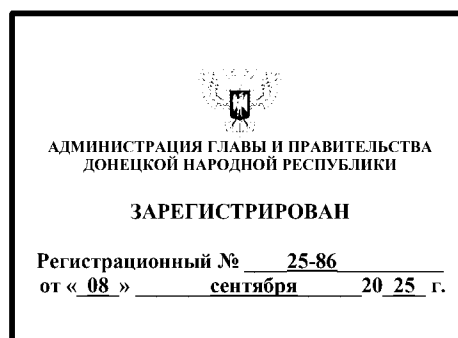 АДМИНИСТРАЦИЯ ГЛАВЫ И ПРАВИТЕЛЬСТВА
ДОНЕЦКОЙ НАРОДНОЙ РЕСПУБЛИКИ
ЗАРЕГИСТРИРОВАН
Регистрационный № 25-86
от « 08 » сентября 20 25 г.